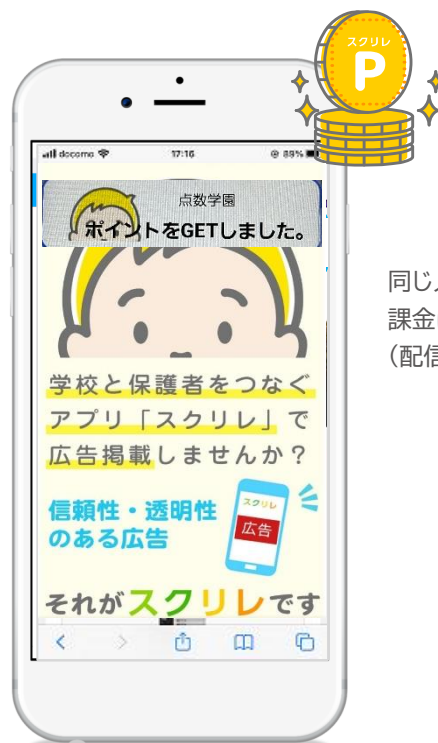 スクリレ
P
docomo
17:16
89%
点数学園
ポイントをGETしました。
学校と保護者をつなぐ
アプリ「スクリレ」で
広告掲載しませんか？
信頼性・透明性
のある広告
スクリレ
広告
それがスクリレです
課金
（配信
同じ